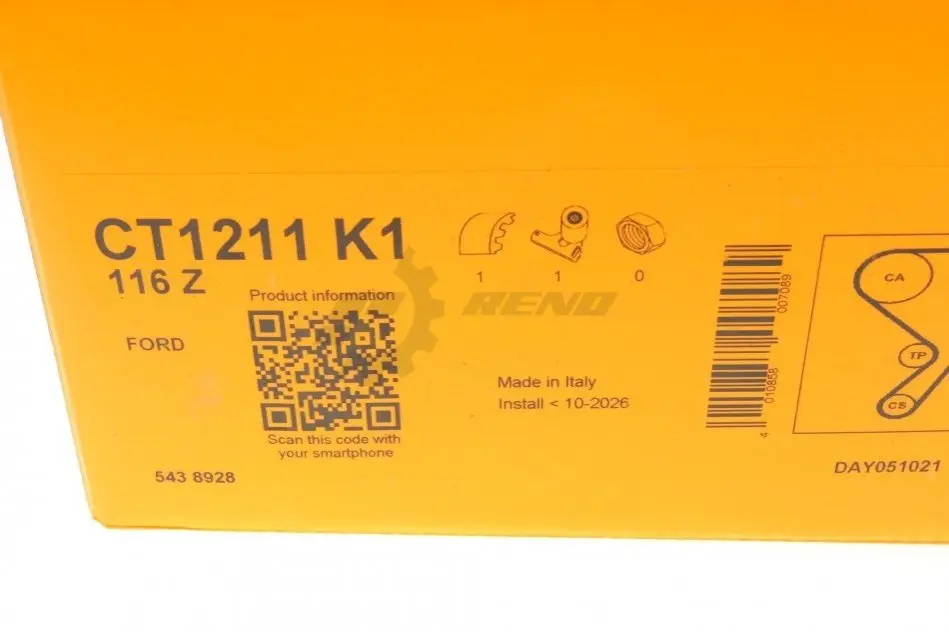 CT1211 K1
116 Z
1 1 0
Product information
FORD
RENO
Made in Italy
Install < 10-2026
Scan this code with
your smartphone
543 8928
4 010858 007089
CA
TP
CS
DAY051021